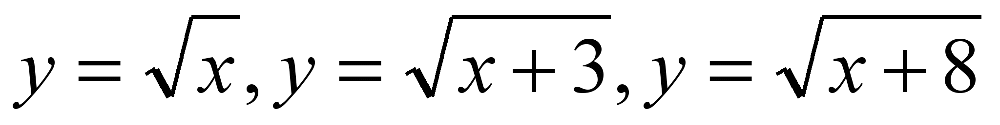 y = √x, y = √(x + 3), y = √(x + 8)